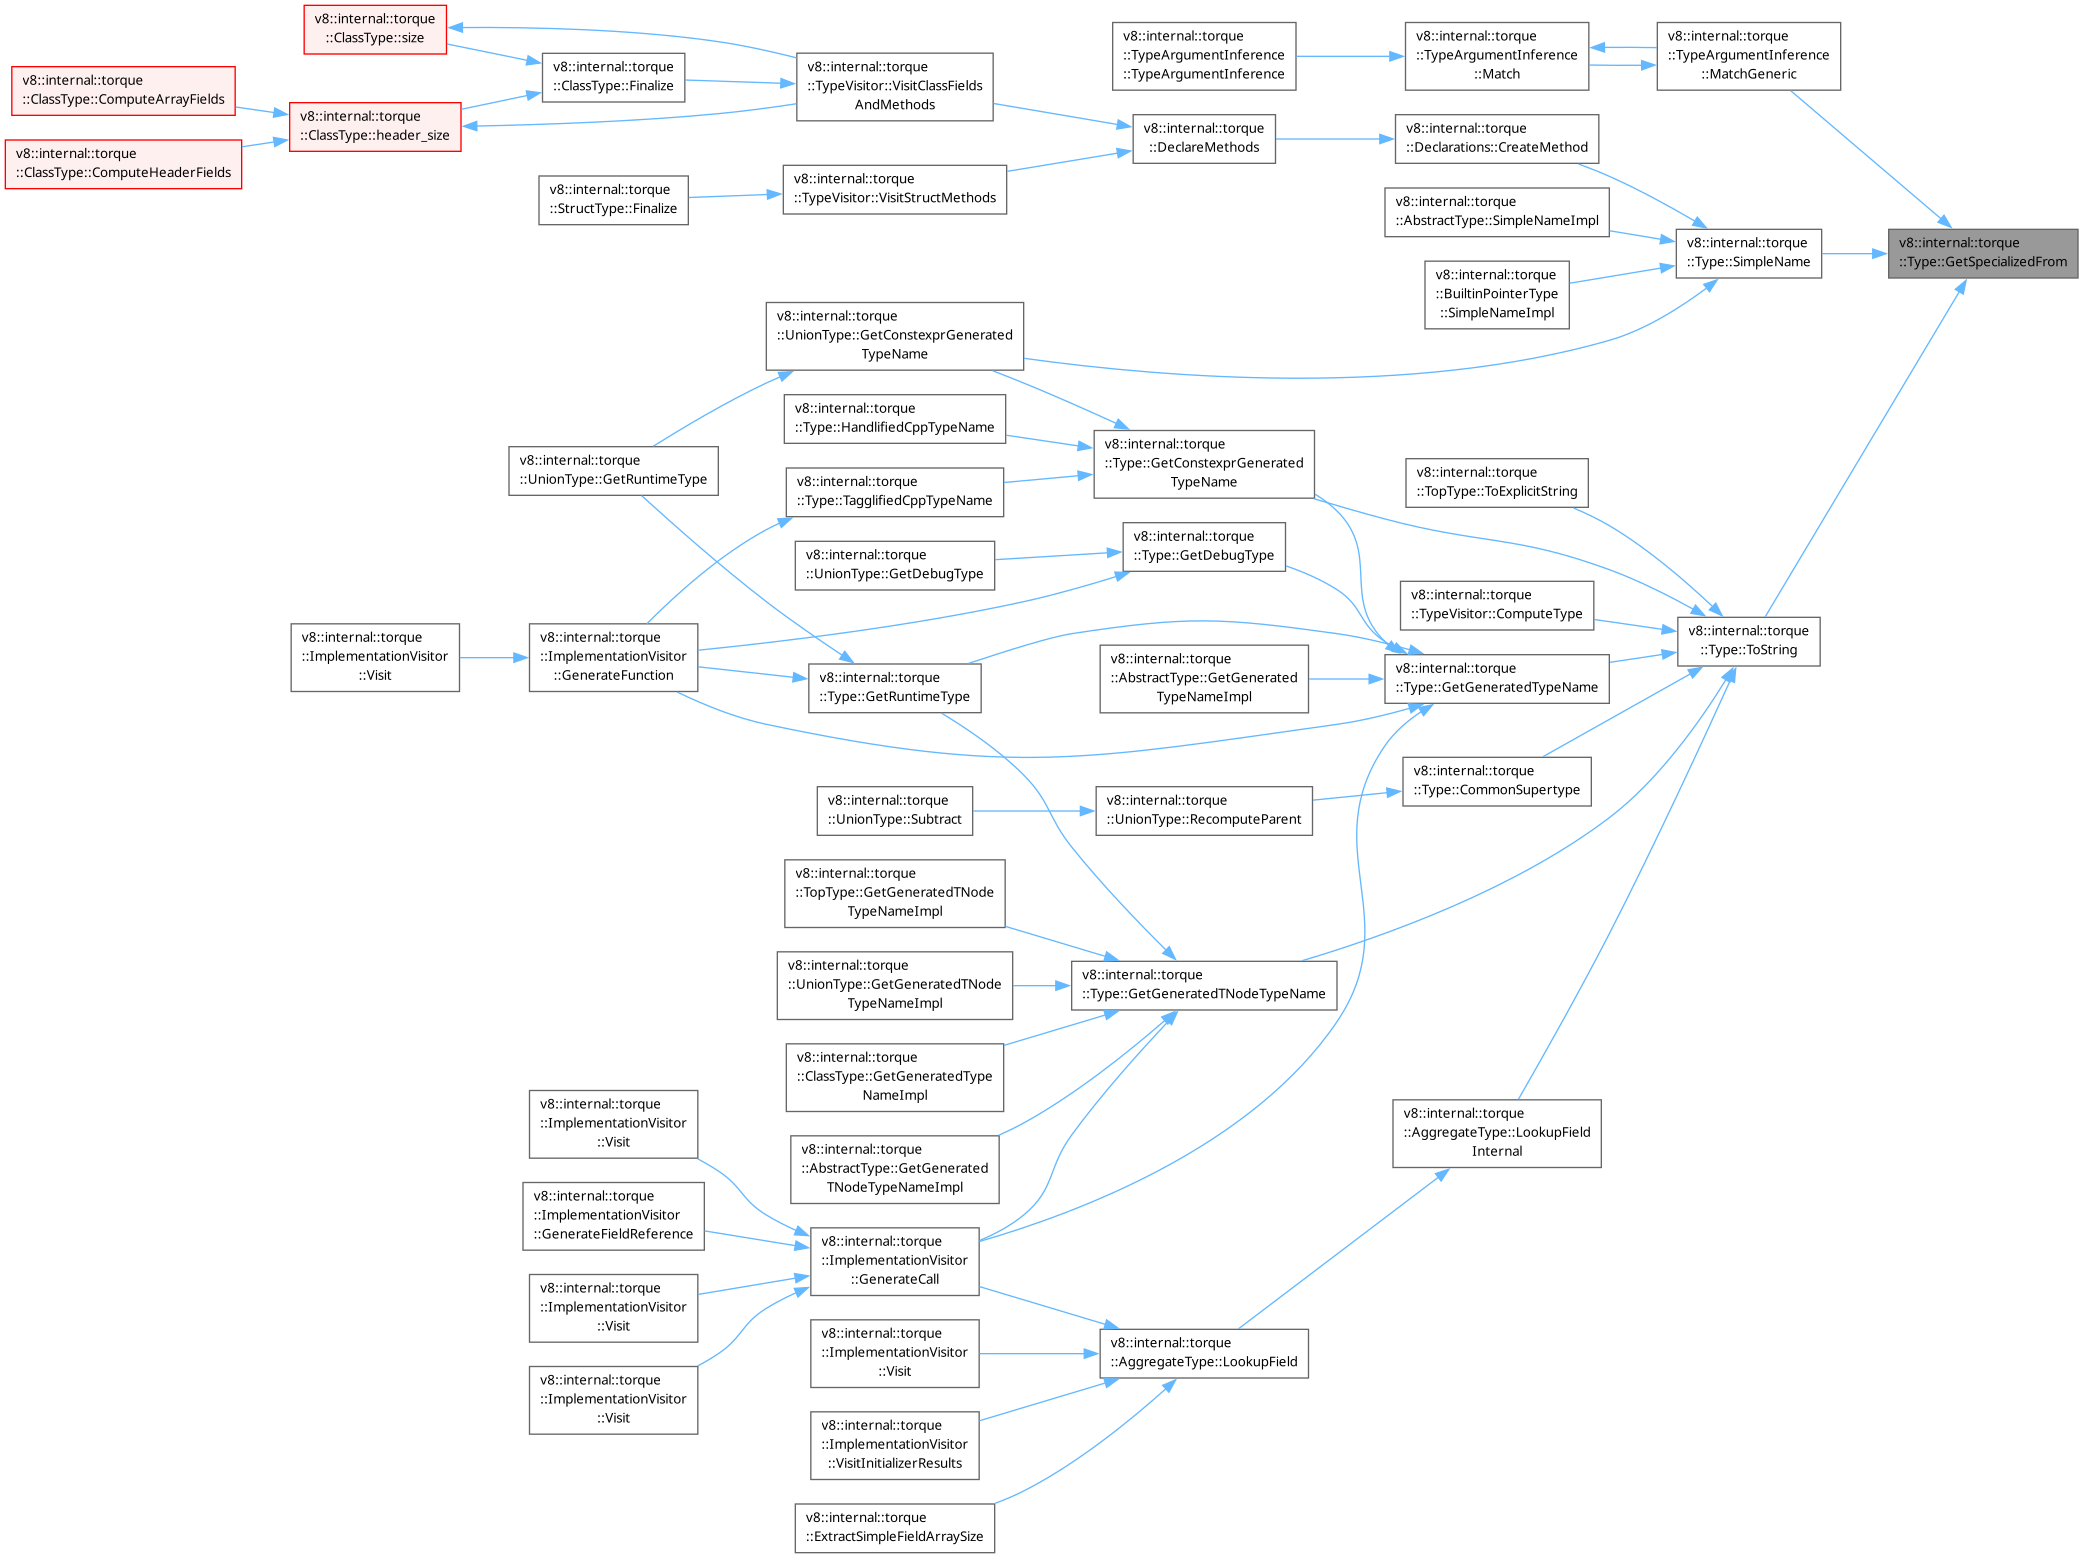 v8::internal::torque
::ClassType::size
v8::internal::torque
::TypeArgumentInference
::TypeArgumentInference
v8::internal::torque
::TypeArgumentInference
::Match
v8::internal::torque
::TypeArgumentInference
::MatchGeneric
v8::internal::torque
::ClassType::Finalize
v8::internal::torque
::TypeVisitor::VisitClassFields
AndMethods
v8::internal::torque
::ClassType::ComputeArrayFields
v8::internal::torque
::ClassType::header_size
v8::internal::torque
::DeclareMethods
v8::internal::torque
::Declarations::CreateMethod
v8::internal::torque
::ClassType::ComputeHeaderFields
v8::internal::torque
::StructType::Finalize
v8::internal::torque
::TypeVisitor::VisitStructMethods
v8::internal::torque
::AbstractType::SimpleNameImpl
v8::internal::torque
::Type::SimpleName
v8::internal::torque
::Type::GetSpecializedFrom
v8::internal::torque
::BuiltinPointerType
::SimpleNameImpl
v8::internal::torque
::UnionType::GetConstexprGenerated
TypeName
v8::internal::torque
::Type::HandlifiedCppTypeName
v8::internal::torque
::Type::GetConstexprGenerated
TypeName
v8::internal::torque
::UnionType::GetRuntimeType
v8::internal::torque
::Type::TagglifiedCppTypeName
v8::internal::torque
::TopType::ToExplicitString
v8::internal::torque
::UnionType::GetDebugType
v8::internal::torque
::Type::GetDebugType
v8::internal::torque
::TypeVisitor::ComputeType
v8::internal::torque
::Type::ToString
v8::internal::torque
::ImplementationVisitor
::Visit
v8::internal::torque
::ImplementationVisitor
::GenerateFunction
v8::internal::torque
::Type::GetRuntimeType
v8::internal::torque
::AbstractType::GetGenerated
TypeNameImpl
v8::internal::torque
::Type::GetGeneratedTypeName
v8::internal::torque
::UnionType::Subtract
v8::internal::torque
::UnionType::RecomputeParent
v8::internal::torque
::Type::CommonSupertype
v8::internal::torque
::TopType::GetGeneratedTNode
TypeNameImpl
v8::internal::torque
::UnionType::GetGeneratedTNode
TypeNameImpl
v8::internal::torque
::Type::GetGeneratedTNodeTypeName
v8::internal::torque
::ClassType::GetGeneratedType
NameImpl
v8::internal::torque
::AbstractType::GetGenerated
TNodeTypeNameImpl
v8::internal::torque
::AggregateType::LookupField
Internal
v8::internal::torque
::ImplementationVisitor
::Visit
v8::internal::torque
::ImplementationVisitor
::GenerateFieldReference
v8::internal::torque
::ImplementationVisitor
::GenerateCall
v8::internal::torque
::ImplementationVisitor
::Visit
v8::internal::torque
::ImplementationVisitor
::Visit
v8::internal::torque
::ImplementationVisitor
::Visit
v8::internal::torque
::AggregateType::LookupField
v8::internal::torque
::ImplementationVisitor
::VisitInitializerResults
v8::internal::torque
::ExtractSimpleFieldArraySize